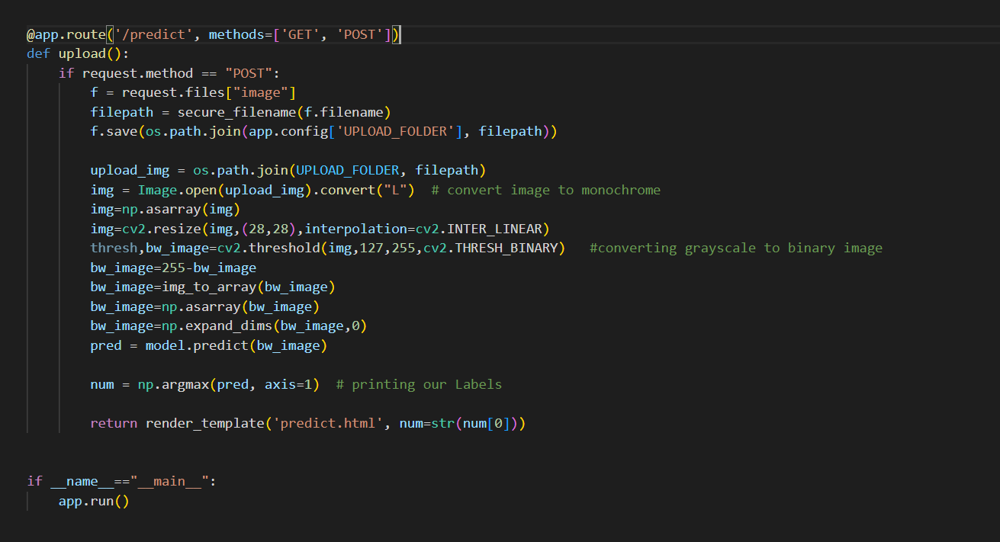 @app.route('/predict', methods=['GET', 'POST'])
def upload():
    if request.method == "POST":
        f = request.files["image"]
        filepath = secure_filename(f.filename)
        f.save(os.path.join(app.config['UPLOAD_FOLDER'], filepath))

        upload_img = os.path.join(UPLOAD_FOLDER, filepath)
        img = Image.open(upload_img).convert("L")  # convert image to monochrome
        img=np.asarray(img)
        img=cv2.resize(img,(28,28),interpolation=cv2.INTER_LINEAR)
        thresh,bw_image=cv2.threshold(img,127,255,cv2.THRESH_BINARY)   #converting grayscale to binary image
        bw_image=255-bw_image
        bw_image=img_to_array(bw_image)
        bw_image=np.asarray(bw_image)
        bw_image=np.expand_dims(bw_image,0)
        pred = model.predict(bw_image)

        num = np.argmax(pred, axis=1)  # printing our Labels

        return render_template('predict.html', num=str(num[0]))


if __name__=="__main__":
    app.run()